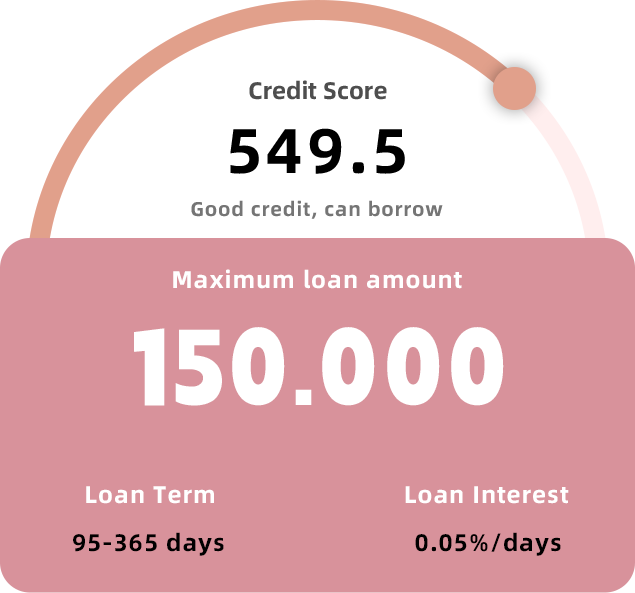 Credit Score
549.5
Good credit, can borrow
Maximum loan amount
150.000
Loan Term
Loan Interest
95-365 days
0.05%/days